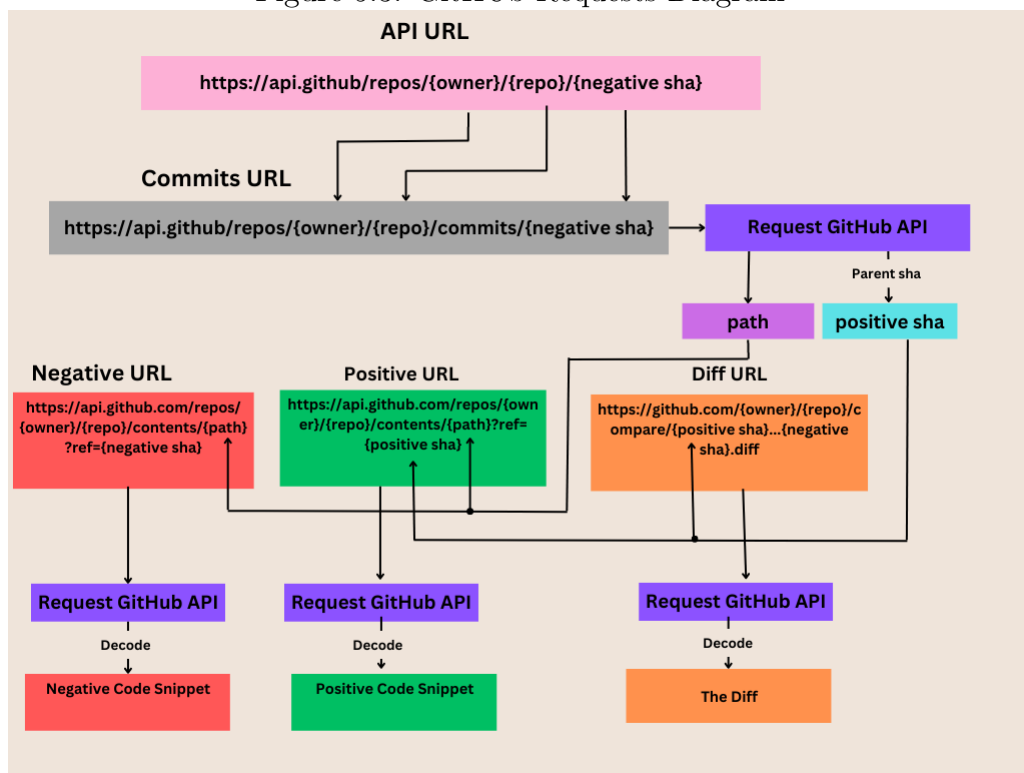 API URL
https://api.github/repos/{owner}/{repo}/{negative sha}
Commits URL
https://api.github/repos/{owner}/{repo}/commits/{negative sha}
Request GitHub API
Parent sha
path
positive sha
Negative URL
https://api.github.com/repos/
{owner}/{repo}/contents/{path}
?ref={negative sha}
Positive URL
https://api.github.com/repos/{own
er}/{repo}/contents/{path}?ref=
{positive sha}
Diff URL
https://github.com/{owner}/{repo}/c
ompare/{positive sha}...{negative
sha}.diff
Request GitHub API
Request GitHub API
Request GitHub API
Decode
Decode
Decode
Negative Code Snippet
Positive Code Snippet
The Diff